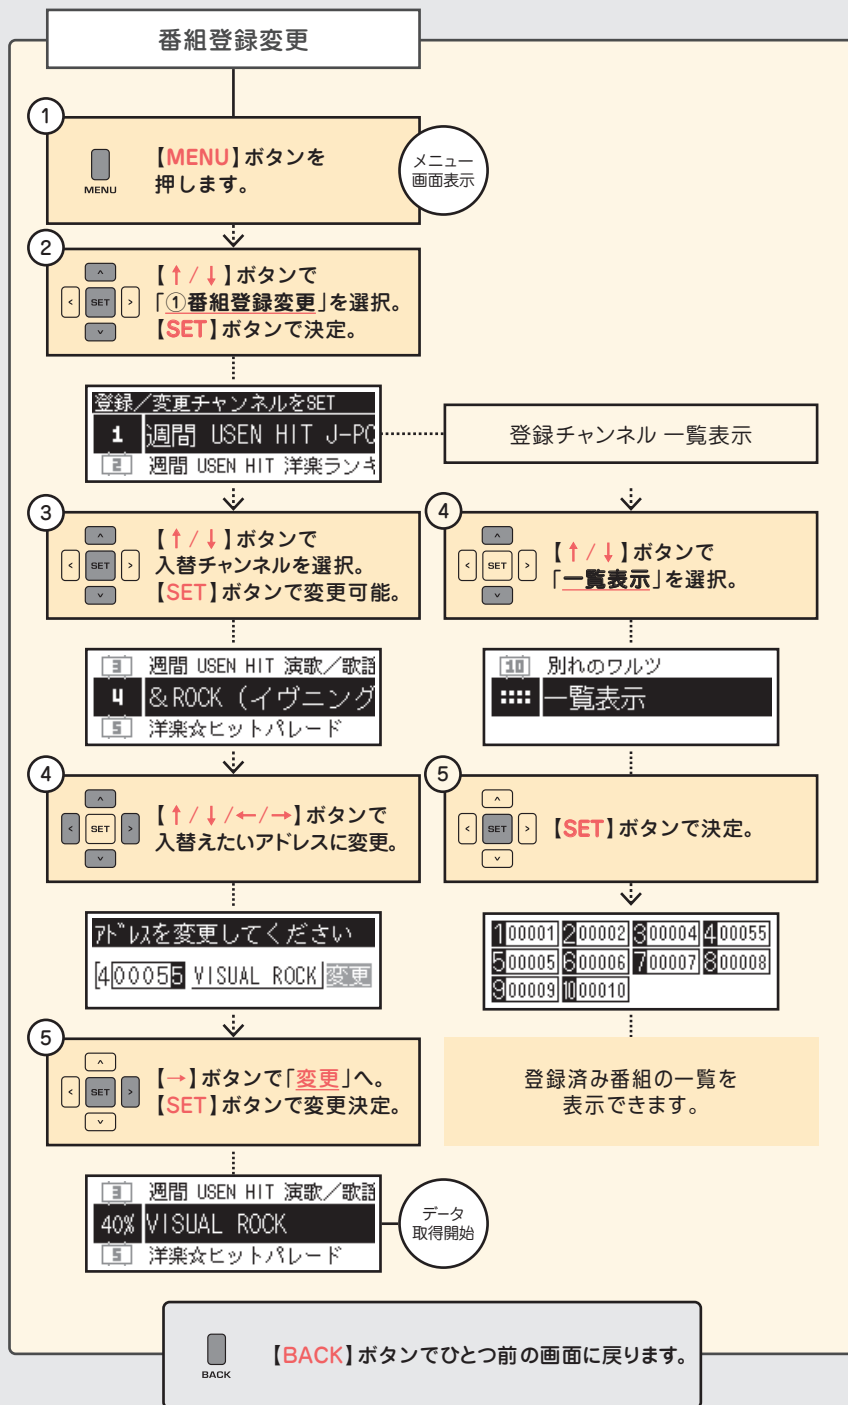 番組登録変更
1
MENU
【MENU】ボタンを
押します。
メニュー
画面表示
2
SET
【↑/↓】ボタンで
「①番組登録変更」を選択。
【SET】ボタンで決定。
登録/変更チャンネルをSET
1 週間 USEN HIT J-PO
2 週間 USEN HIT 洋楽ランキ
登録チャンネル 一覧表示
3
SET
【↑/↓】ボタンで
入替チャンネルを選択。
【SET】ボタンで変更可能。
3 週間 USEN HIT 演歌/歌謡
4 &ROCK (イヴニング
5 洋楽☆ヒットパレード
4
SET
【↑/↓/←/→】ボタンで
入替えたいアドレスに変更。
アドレスを変更してください
4 00055 VISUAL ROCK 変更
5
SET
【→】ボタンで「変更」へ。
【SET】ボタンで変更決定。
3 週間 USEN HIT 演歌/歌謡
40% VISUAL ROCK
5 洋楽☆ヒットパレード
データ
取得開始
4
SET
【↑/↓】ボタンで
「一覧表示」を選択。
10 別れのワルツ
一覧表示
5
SET
【SET】ボタンで決定。
1 00001 2 00002 3 00004 4 00055
5 00005 6 00006 7 00007 8 00008
9 00009 10 00010
登録済み番組の一覧を
表示できます。
BACK
【BACK】ボタンでひとつ前の画面に戻ります。